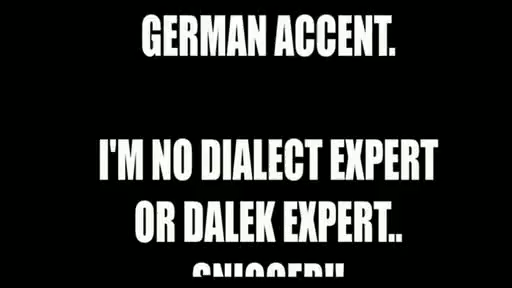 GERMAN ACCENT.
I'M NO DIALECT EXPERT
OR DALEK EXPERT..